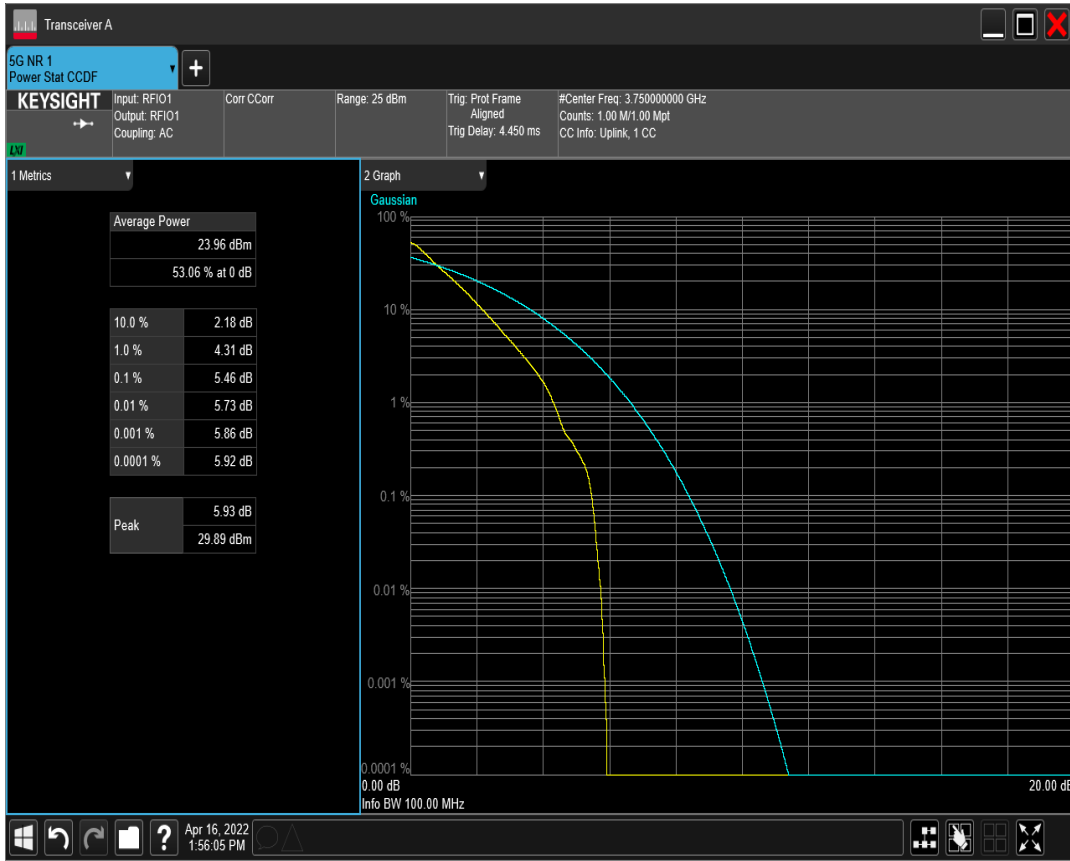 Transceiver A
5G NR 1
Power Stat CCDF
KEYSIGHT
LXI
Input: RFIO1
Output: RFIO1
Coupling: AC
Corr CCorr
Range: 25 dBm
Trig: Prot Frame
Aligned
Trig Delay: 4.450 ms
#Center Freq: 3.750000000 GHz
Counts: 1.00 M/1.00 Mpt
CC Info: Uplink, 1 CC
1 Metrics
Average Power
23.96 dBm
53.06 % at 0 dB
10.0 % 2.18 dB
1.0 % 4.31 dB
0.1 % 5.46 dB
0.01 % 5.73 dB
0.001 % 5.86 dB
0.0001 % 5.92 dB
Peak 5.93 dB
29.89 dBm
2 Graph
Gaussian
100 %
10 %
1 %
0.1 %
0.01 %
0.001 %
0.0001 %
0.00 dB 20.00 dB
Info BW 100.00 MHz
?
Apr 16, 2022
1:56:05 PM